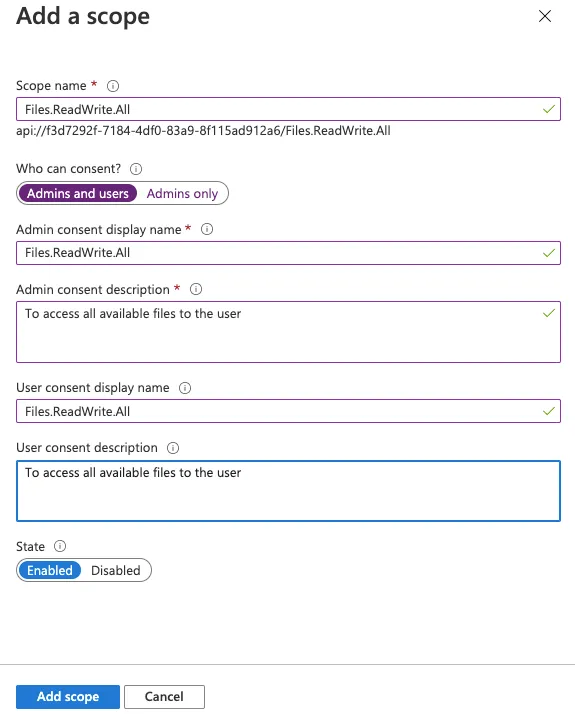 Add a scope
Scope name *
Files.ReadWrite.All
api://f3d7292f-7184-4df0-83a9-8f115ad912a6/Files.ReadWrite.All
Who can consent?
Admins and users Admins only
Admin consent display name *
Files.ReadWrite.All
Admin consent description *
To access all available files to the user
User consent display name
Files.ReadWrite.All
User consent description
To access all available files to the user
State
Enabled Disabled
Add scope Cancel